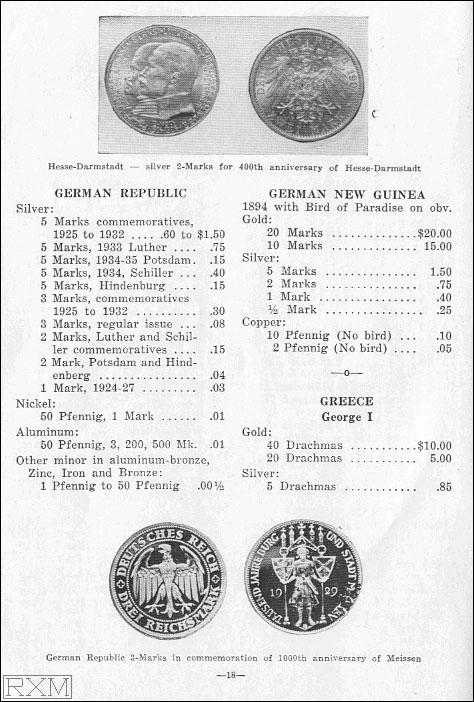 Hesse-Darmstadt — silver 2-Marks for 400th anniversary of Hesse-Darmstadt
GERMAN REPUBLIC
Silver:
5 Marks commemoratives,
1925 to 1932 .... .60 to $1.50
5 Marks, 1933 Luther .... .75
5 Marks, 1934-35 Potsdam. .15
5 Marks, 1934, Schiller ... .40
5 Marks, Hindenburg .... .15
3 Marks, commemoratives
1925 to 1932 .......... .30
3 Marks, regular issue ... .08
2 Marks, Luther and Schil-
ler commemoratives .... .15
2 Mark, Potsdam and Hind-
enberg ................ .04
1 Mark, 1924-27 ......... .03
Nickel:
50 Pfennig, 1 Mark ...... .01
Aluminum:
50 Pfennig, 3, 200, 500 Mk. .01
Other minor in aluminum-bronze,
Zinc, Iron and Bronze:
1 Pfennig to 50 Pfennig .00½
GERMAN NEW GUINEA
1894 with Bird of Paradise on obv.
Gold:
20 Marks .............$20.00
10 Marks ............. 15.00
Silver:
5 Marks ............. 1.50
2 Marks ............. .75
1 Mark .............. .40
½ Mark .............. .25
Copper:
10 Pfennig (No bird) ... .10
2 Pfennig (No bird) .... .05
—o—
GREECE
George I
Gold:
40 Drachmas ...........$10.00
20 Drachmas ............ 5.00
Silver:
5 Drachmas ............ .85
DEUTSCHES REICH
DREI REICHSMARK
TAUSEND JAHRE BURG UND STADT MEISSEN
1929
German Republic 3-Marks in commemoration of 1000th anniversary of Meissen
—18—
RXM